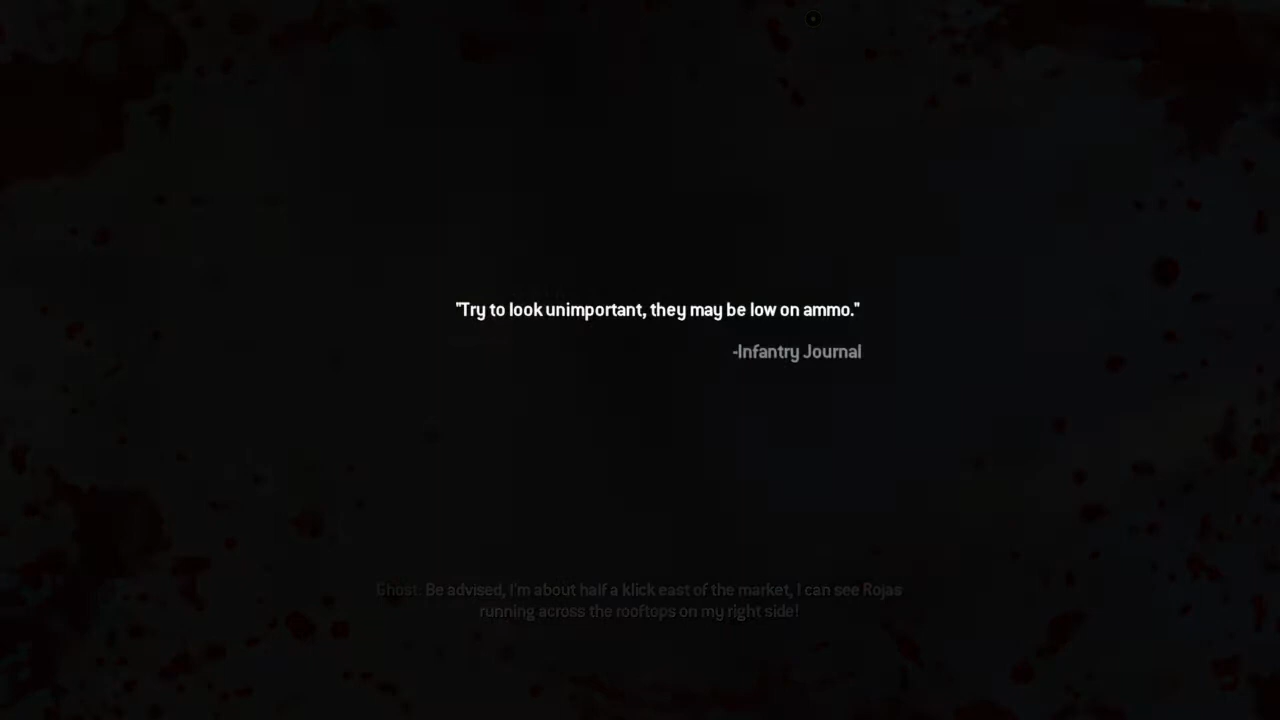 "Try to look unimportant, they may be low on ammo."
-Infantry Journal
Ghost: Be advised, I'm about half a klick east of the market, I can see Rojas
running across the rooftops on my right side!